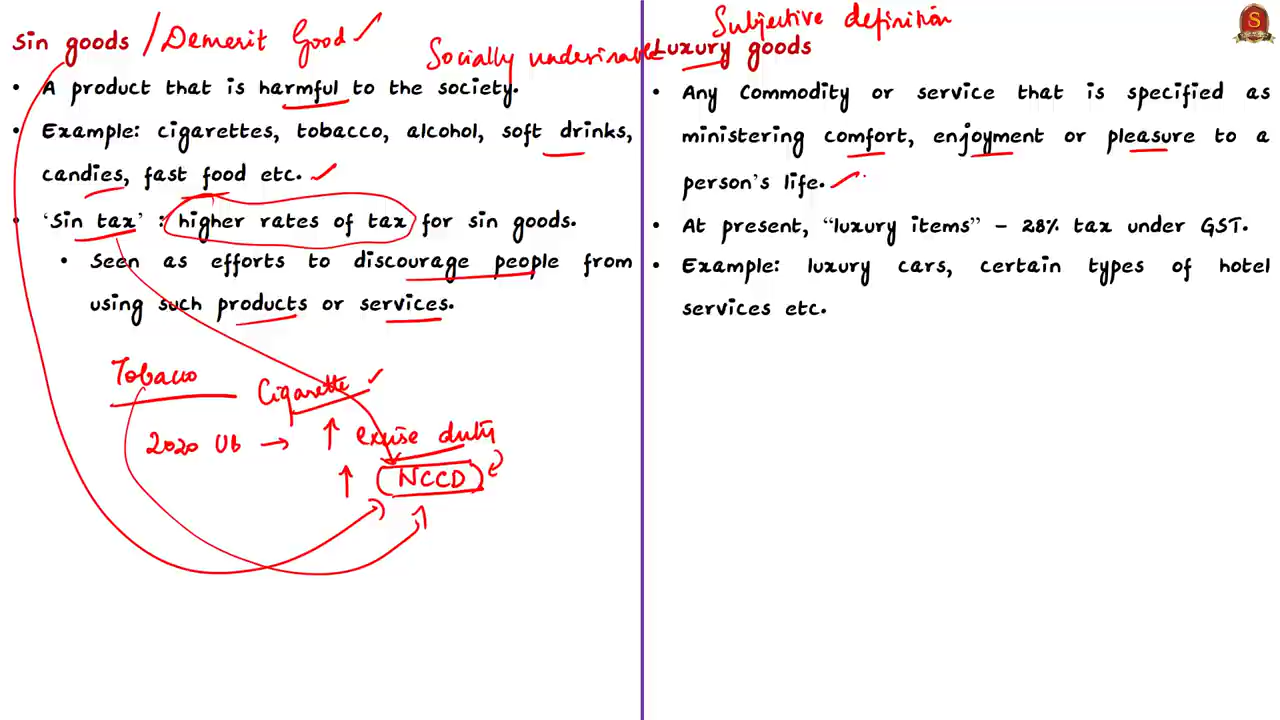 Sin goods / Demerit Good ✓
Socially undesirable
• A product that is harmful to the society.
• Example: cigarettes, tobacco, alcohol, soft drinks,
candies, fast food etc. ✓
• 'Sin tax' : higher rates of tax for sin goods.
• Seen as efforts to discourage people from
using such products or services.
Tobacco Cigarette ✓
2020 UB → ↑ excise duty
↑ NCCD
Subjective definition
Luxury goods
• Any Commodity or service that is specified as
ministering comfort, enjoyment or pleasure to a
person's life. ✓
• At present, "luxury items" – 28% tax under GST.
• Example: luxury cars, certain types of hotel
services etc.
S